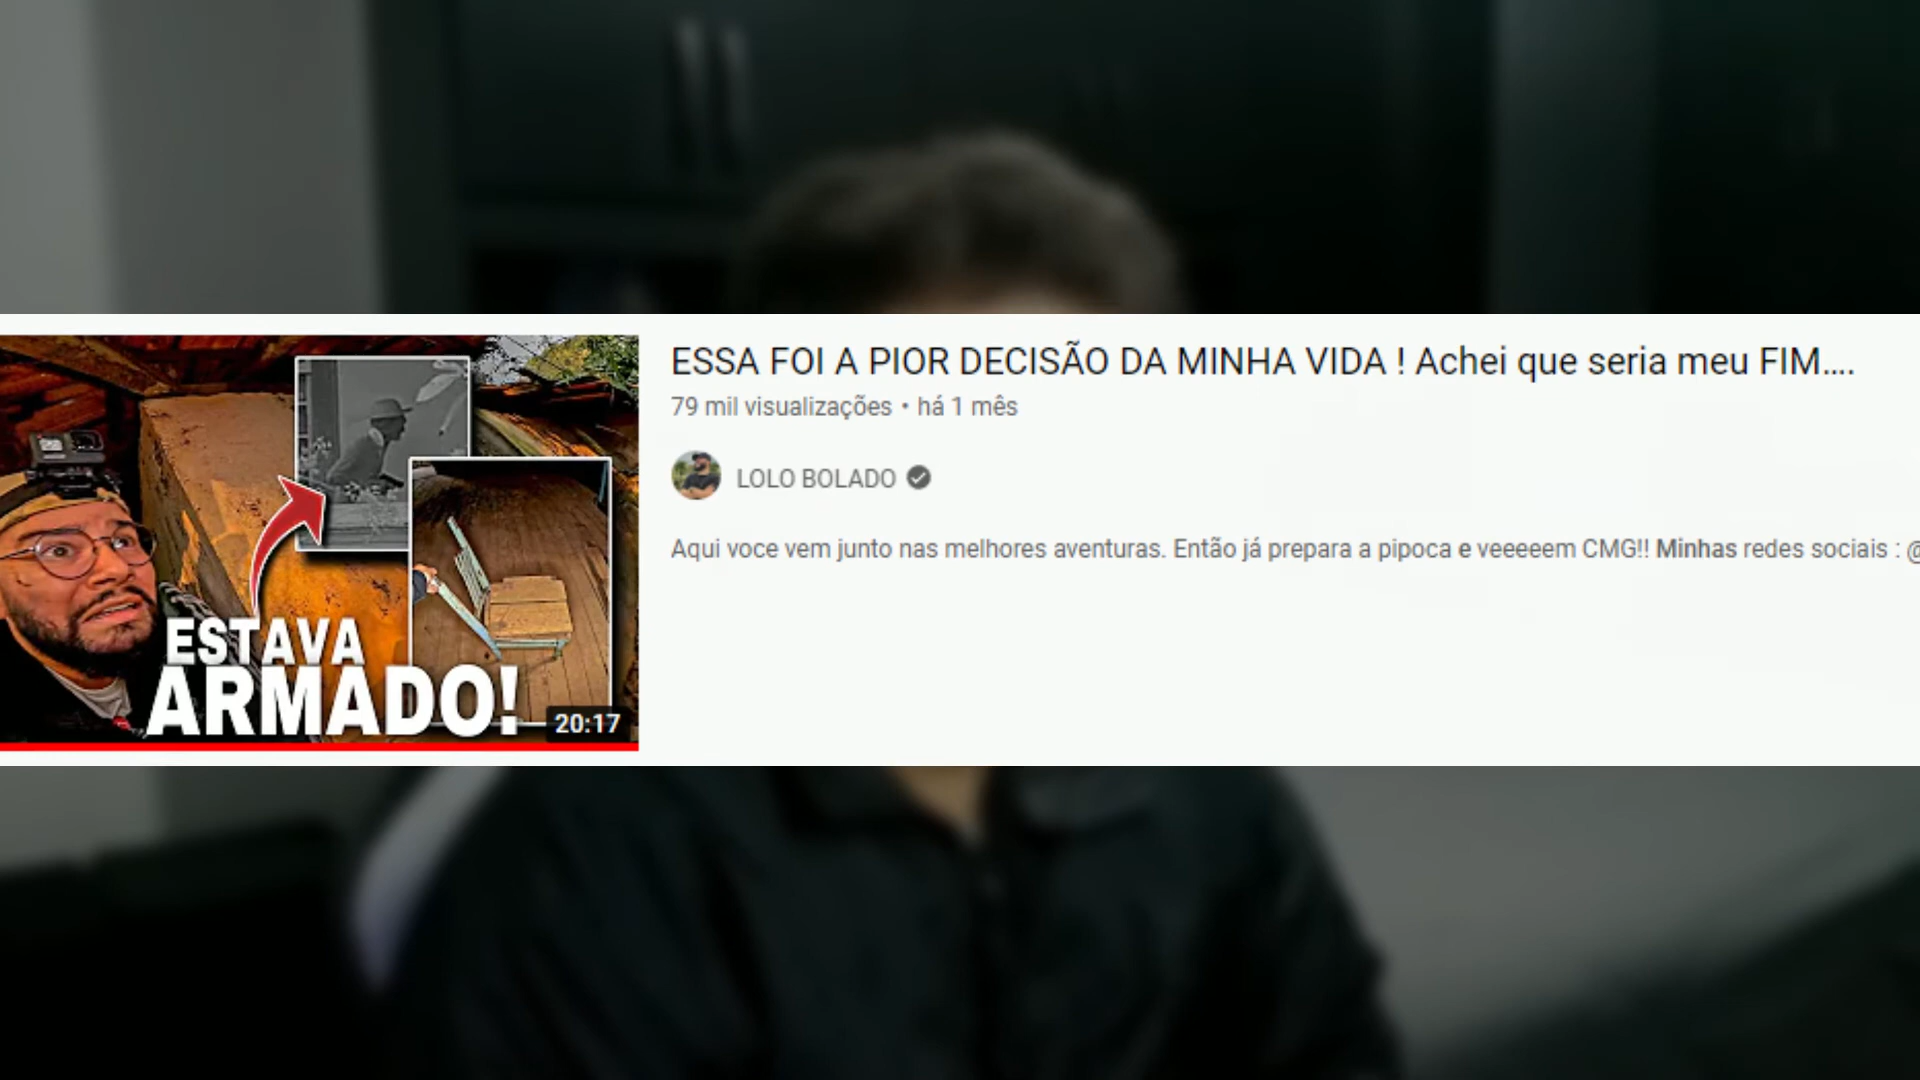 ESSA FOI A PIOR DECISÃO DA MINHA VIDA ! Achei que seria meu FIM....
79 mil visualizações • há 1 mês
LOLO BOLADO
Aqui voce vem junto nas melhores aventuras. Então já prepara a pipoca e veeeeem CMG!! Minhas redes sociais : @
ESTAVA
ARMADO!
20:17